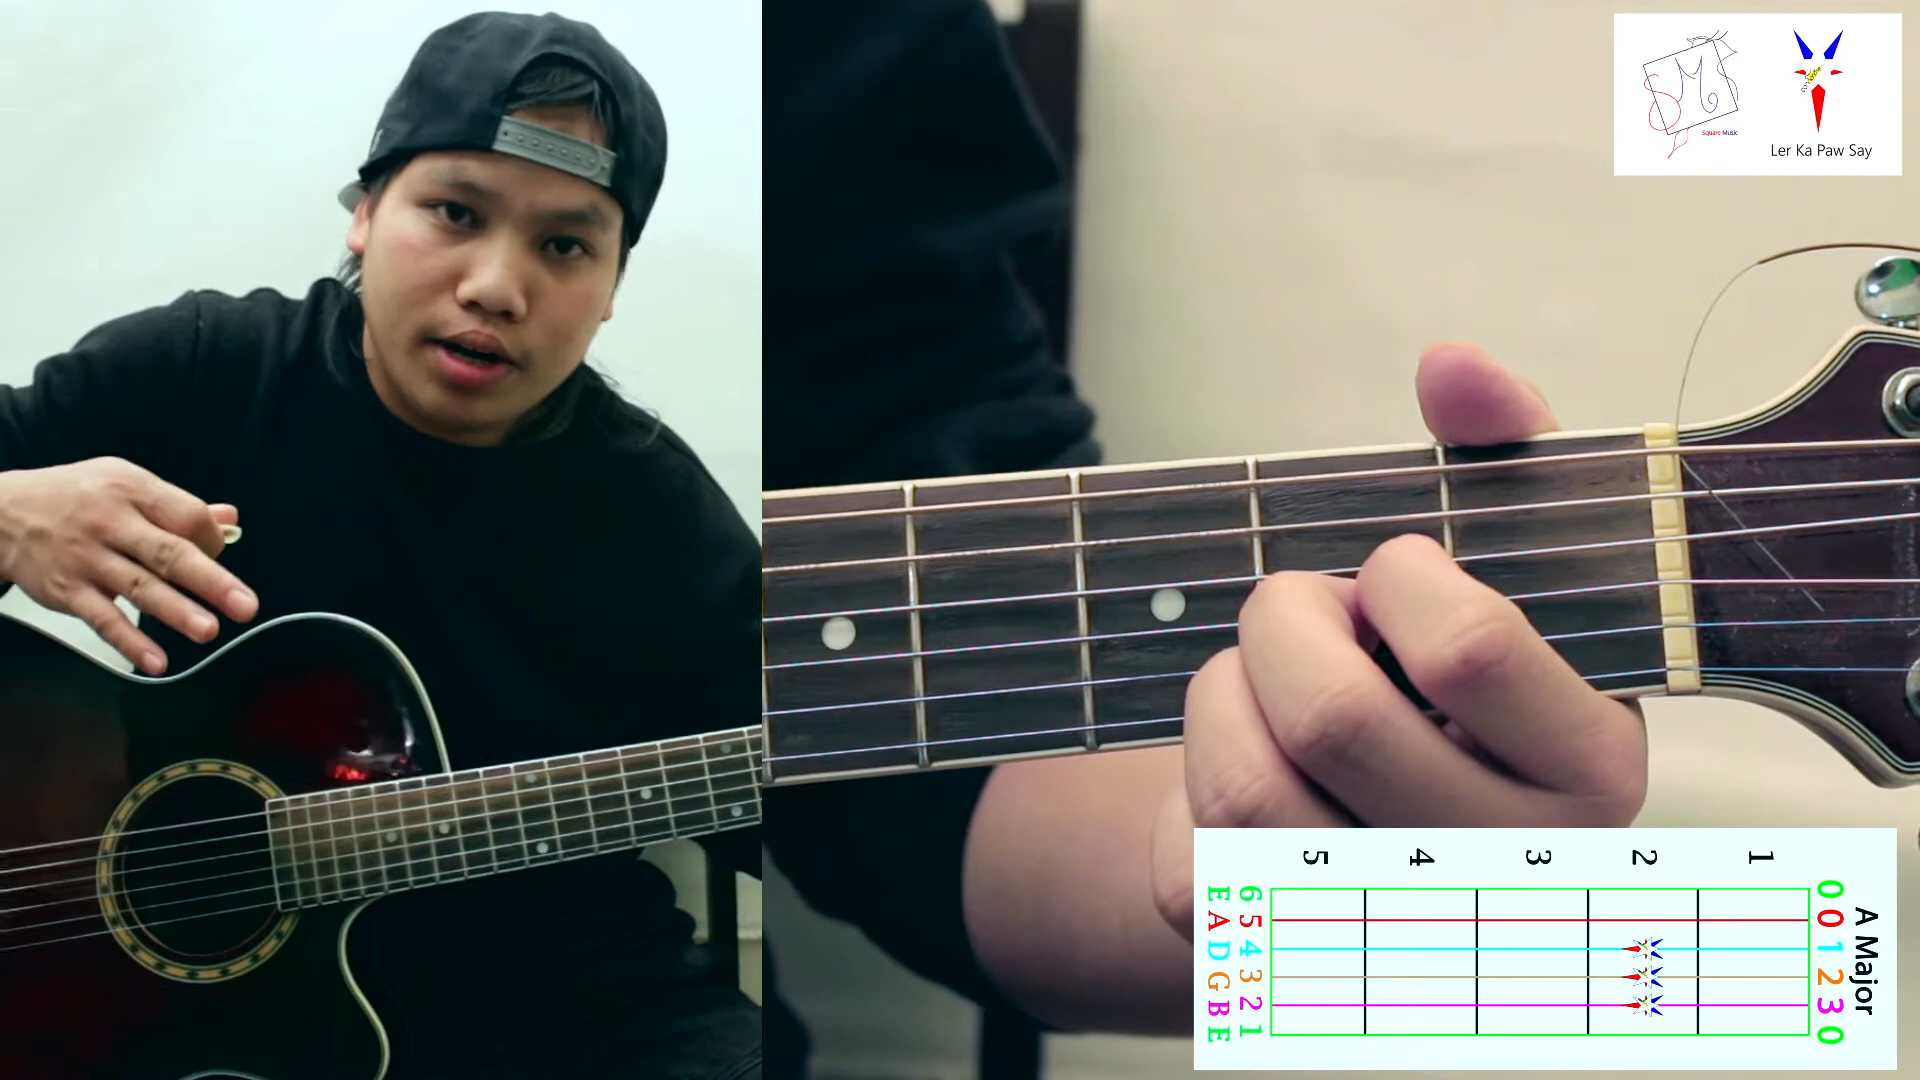 SMS
Square Music
Ler Ka Paw Say
5 4 3 2 1
E A D G B E
6 5 4 3 2 1
0 0 1 2 3 0
A Major